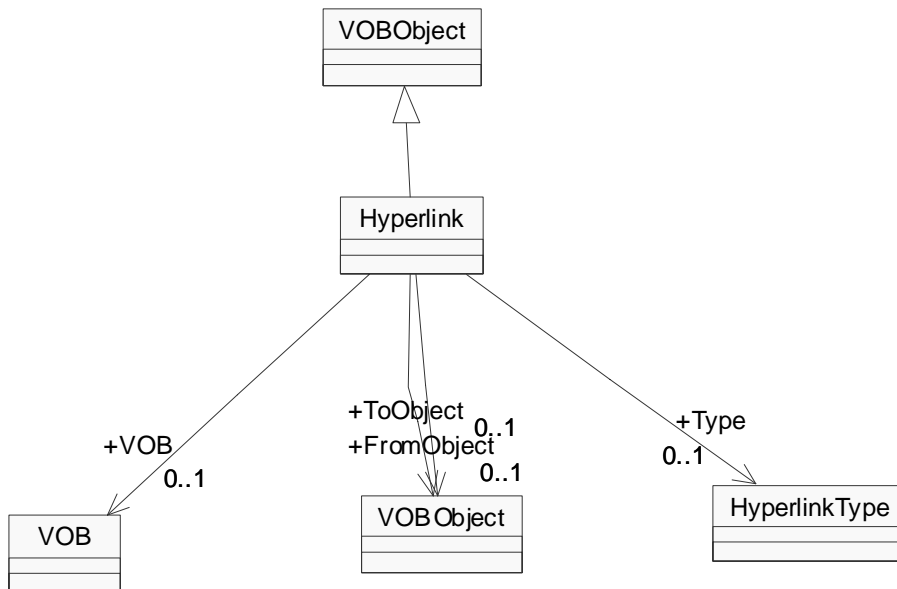 VOBObject
Hyperlink
+ToObject
0..1
+FromObject
0..1
+Type
0..1
+VOB
0..1
VOB
VOBObject
HyperlinkType